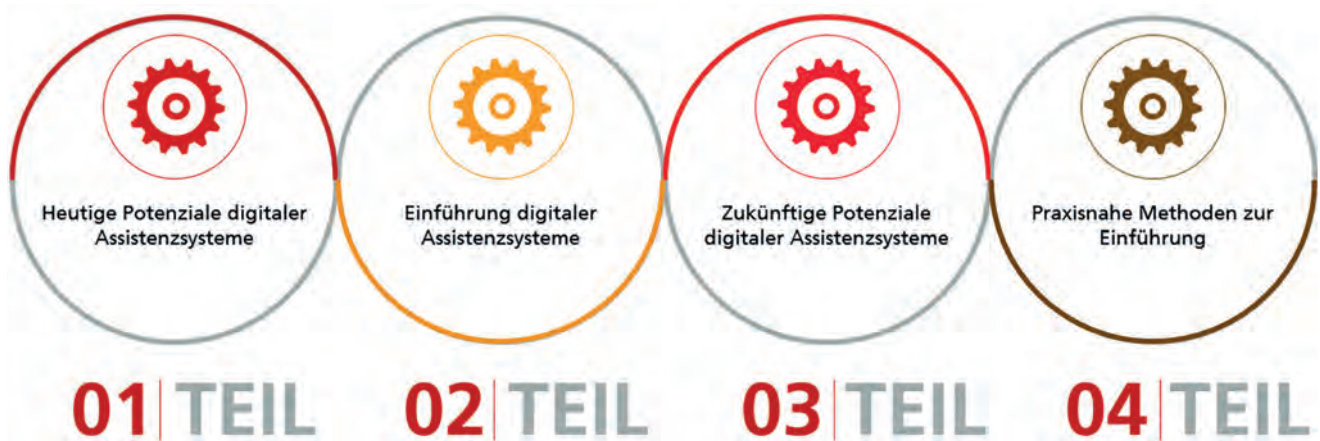 Heutige Potenziale digitaler
Assistenzsysteme
Einführung digitaler
Assistenzsysteme
Zukünftige Potenziale
digitaler Assistenzsysteme
Praxisnahe Methoden zur
Einführung
01 | TEIL
02 | TEIL
03 | TEIL
04 | TEIL